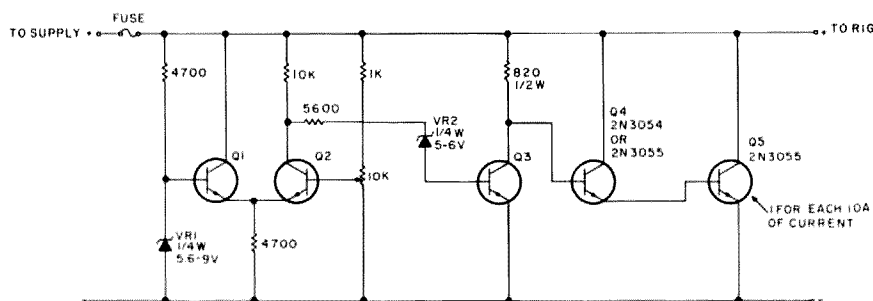 FUSE
TO SUPPLY +
+ TO RIG
4700
10K
1K
820
1/2W
5600
VR2
1/4W
5-6V
Q4
2N3054
OR
2N3055
Q5
2N3055
Q1
Q2
Q3
10K
1 FOR EACH 10A
OF CURRENT
VR1
1/4W
5.6-9V
4700
-